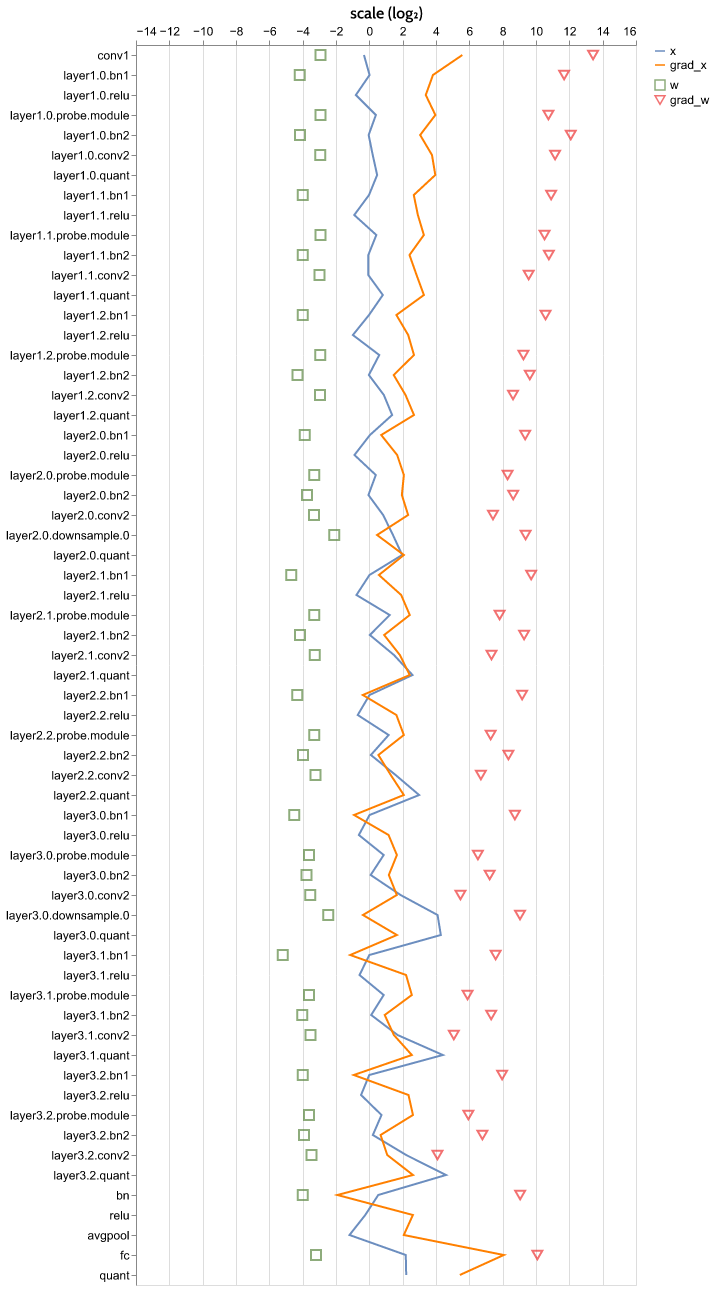 scale (log₂)
−14 −12 −10 −8 −6 −4 −2 0 2 4 6 8 10 12 14 16
x
grad_x
w
grad_w
conv1
layer1.0.bn1
layer1.0.relu
layer1.0.probe.module
layer1.0.bn2
layer1.0.conv2
layer1.0.quant
layer1.1.bn1
layer1.1.relu
layer1.1.probe.module
layer1.1.bn2
layer1.1.conv2
layer1.1.quant
layer1.2.bn1
layer1.2.relu
layer1.2.probe.module
layer1.2.bn2
layer1.2.conv2
layer1.2.quant
layer2.0.bn1
layer2.0.relu
layer2.0.probe.module
layer2.0.bn2
layer2.0.conv2
layer2.0.downsample.0
layer2.0.quant
layer2.1.bn1
layer2.1.relu
layer2.1.probe.module
layer2.1.bn2
layer2.1.conv2
layer2.1.quant
layer2.2.bn1
layer2.2.relu
layer2.2.probe.module
layer2.2.bn2
layer2.2.conv2
layer2.2.quant
layer3.0.bn1
layer3.0.relu
layer3.0.probe.module
layer3.0.bn2
layer3.0.conv2
layer3.0.downsample.0
layer3.0.quant
layer3.1.bn1
layer3.1.relu
layer3.1.probe.module
layer3.1.bn2
layer3.1.conv2
layer3.1.quant
layer3.2.bn1
layer3.2.relu
layer3.2.probe.module
layer3.2.bn2
layer3.2.conv2
layer3.2.quant
bn
relu
avgpool
fc
quant